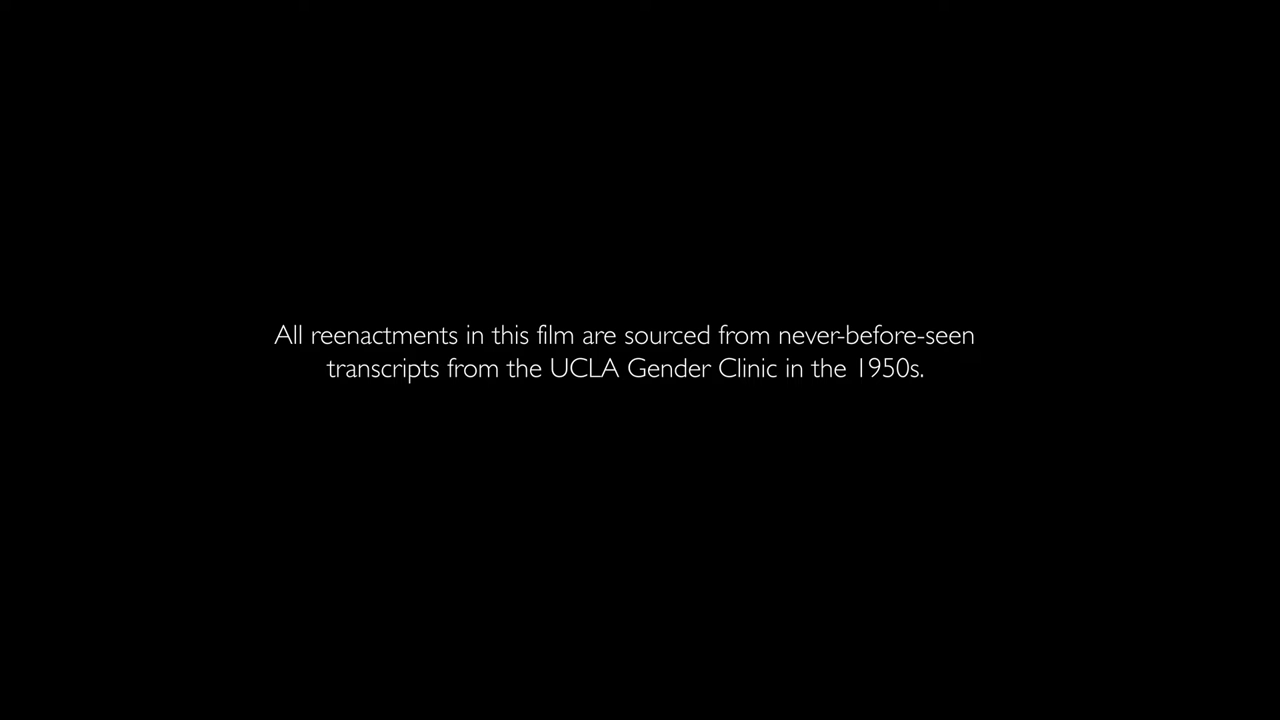 All reenactments in this film are sourced from never-before-seen
transcripts from the UCLA Gender Clinic in the 1950s.